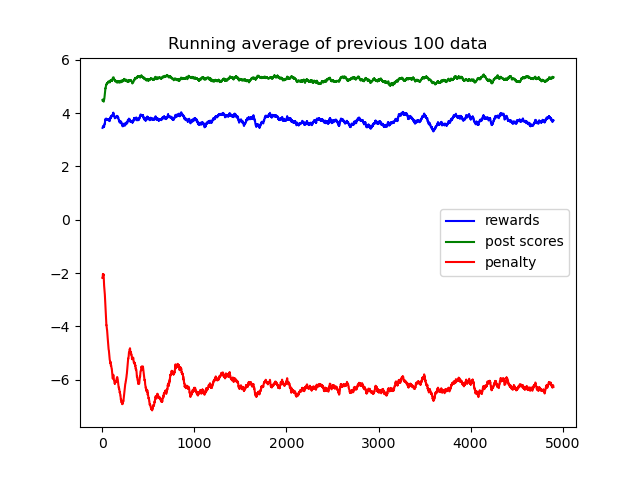 Running average of previous 100 data
6
4
2
0
−2
−4
−6
rewards
post scores
penalty
0 1000 2000 3000 4000 5000